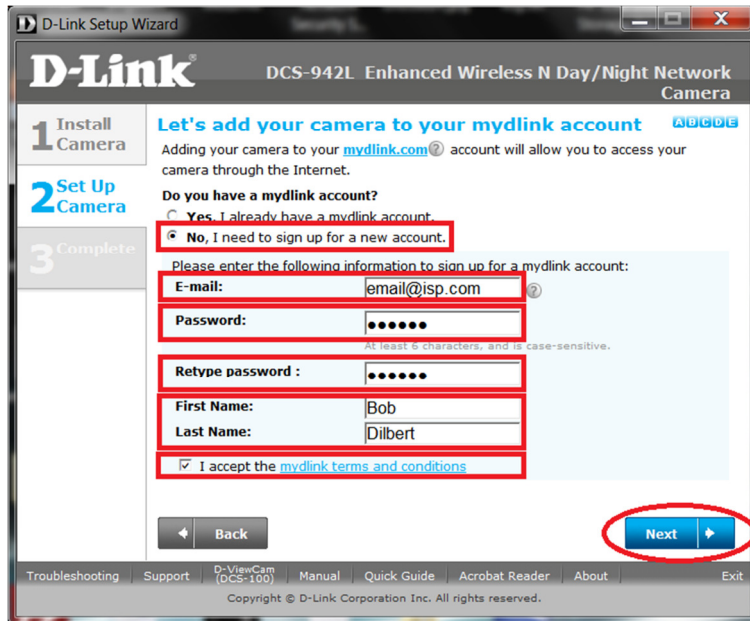 D-Link Setup Wizard
D-Link
DCS-942L Enhanced Wireless N Day/Night Network
Camera
1 Install
Camera
2 Set Up
Camera
3 Complete
Let's add your camera to your mydlink account
A B C D E
Adding your camera to your mydlink.com ? account will allow you to access your
camera through the Internet.
Do you have a mydlink account?
Yes, I already have a mydlink account.
No, I need to sign up for a new account.
Please enter the following information to sign up for a mydlink account:
E-mail: email@isp.com ?
Password: ●●●●●●
At least 6 characters, and is case-sensitive.
Retype password : ●●●●●●
First Name: Bob
Last Name: Dilbert
I accept the mydlink terms and conditions
Back
Next
Troubleshooting Support D-ViewCam (DCS-100) Manual Quick Guide Acrobat Reader About Exit
Copyright © D-Link Corporation Inc. All rights reserved.